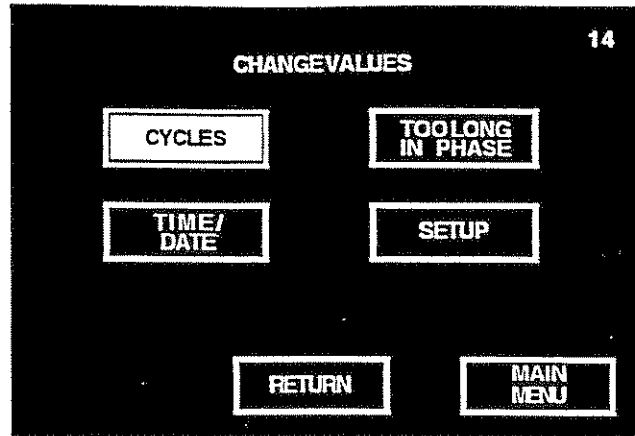 14
CHANGEVALUES
CYCLES
TOOLONG
IN PHASE
TIME/
DATE
SETUP
RETURN
MAIN
MENU